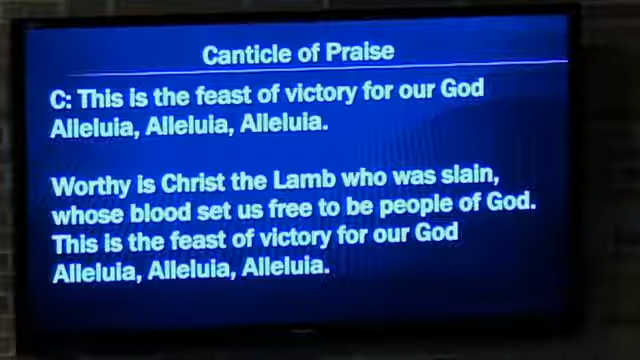 Canticle of Praise
C: This is the feast of victory for our God
Alleluia, Alleluia, Alleluia.
Worthy is Christ the Lamb who was slain,
whose blood set us free to be people of God.
This is the feast of victory for our God
Alleluia, Alleluia, Alleluia.